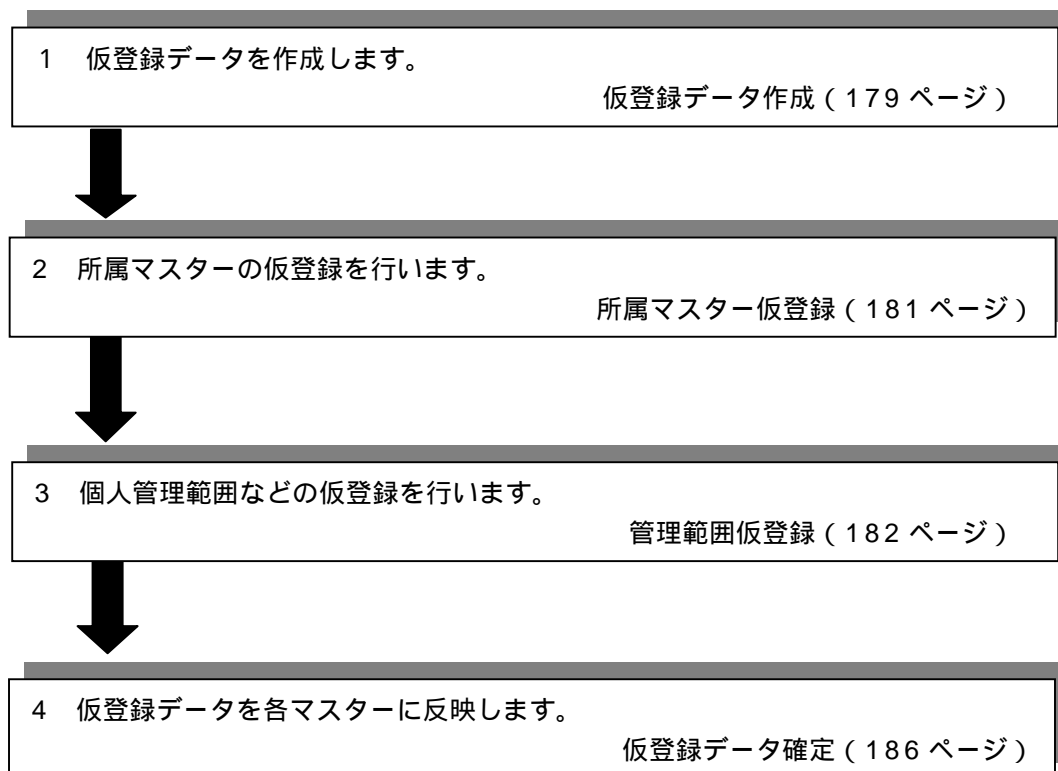 1 仮登録データを作成します。
仮登録データ作成(179 ページ)
2 所属マスターの仮登録を行います。
所属マスター仮登録(181 ページ)
3 個人管理範囲などの仮登録を行います。
管理範囲仮登録(182 ページ)
4 仮登録データを各マスターに反映します。
仮登録データ確定(186 ページ)